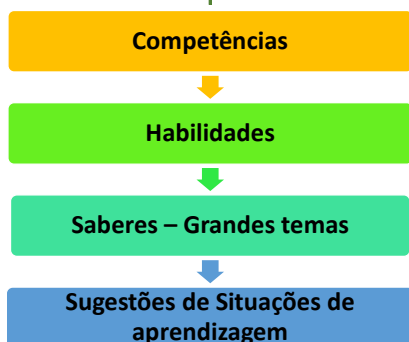 Competências
Habilidades
Saberes – Grandes temas
Sugestões de Situações de
aprendizagem